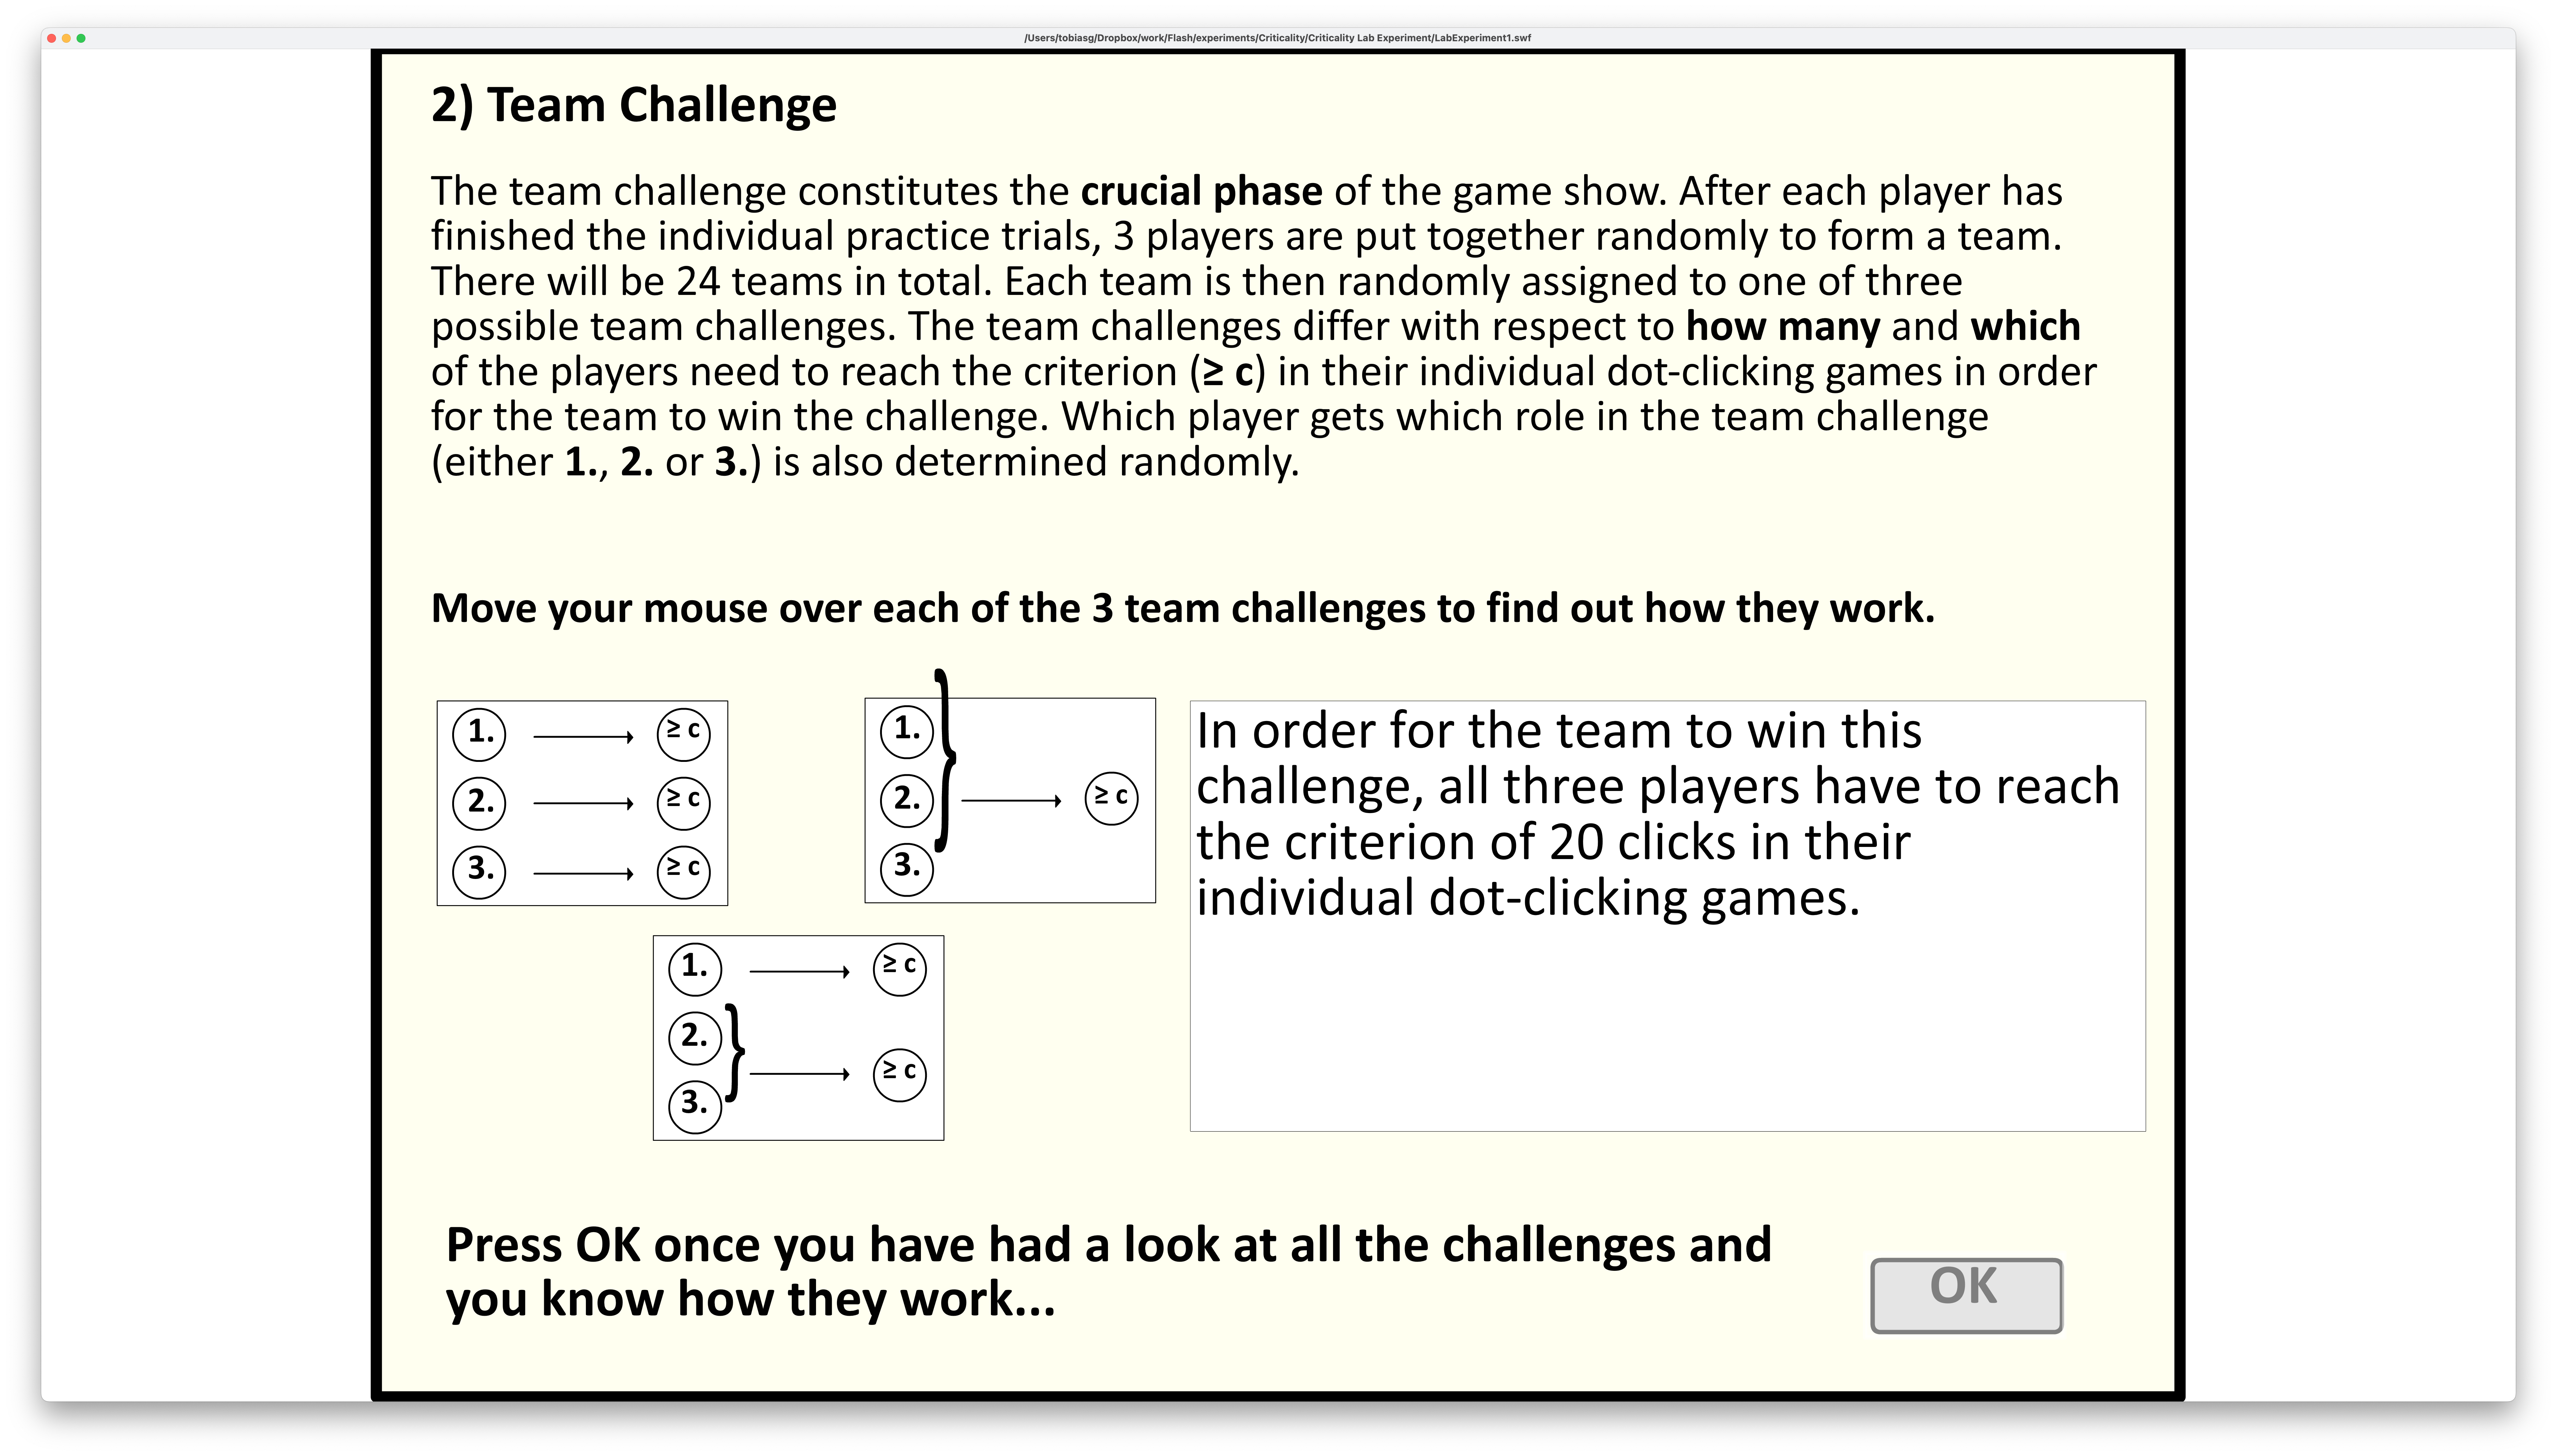 /Users/tobiasg/Dropbox/work/Flash/experiments/Criticality/Criticality Lab Experiment/LabExperiment1.swf
2) Team Challenge
The team challenge constitutes the crucial phase of the game show. After each player has
finished the individual practice trials, 3 players are put together randomly to form a team.
There will be 24 teams in total. Each team is then randomly assigned to one of three
possible team challenges. The team challenges differ with respect to how many and which
of the players need to reach the criterion (≥ c) in their individual dot-clicking games in order
for the team to win the challenge. Which player gets which role in the team challenge
(either 1., 2. or 3.) is also determined randomly.
Move your mouse over each of the 3 team challenges to find out how they work.
1. ≥ c
2. ≥ c
3. ≥ c
1.
2. ≥ c
3.
1. ≥ c
2.
≥ c
3.
In order for the team to win this
challenge, all three players have to reach
the criterion of 20 clicks in their
individual dot-clicking games.
Press OK once you have had a look at all the challenges and
you know how they work...
OK